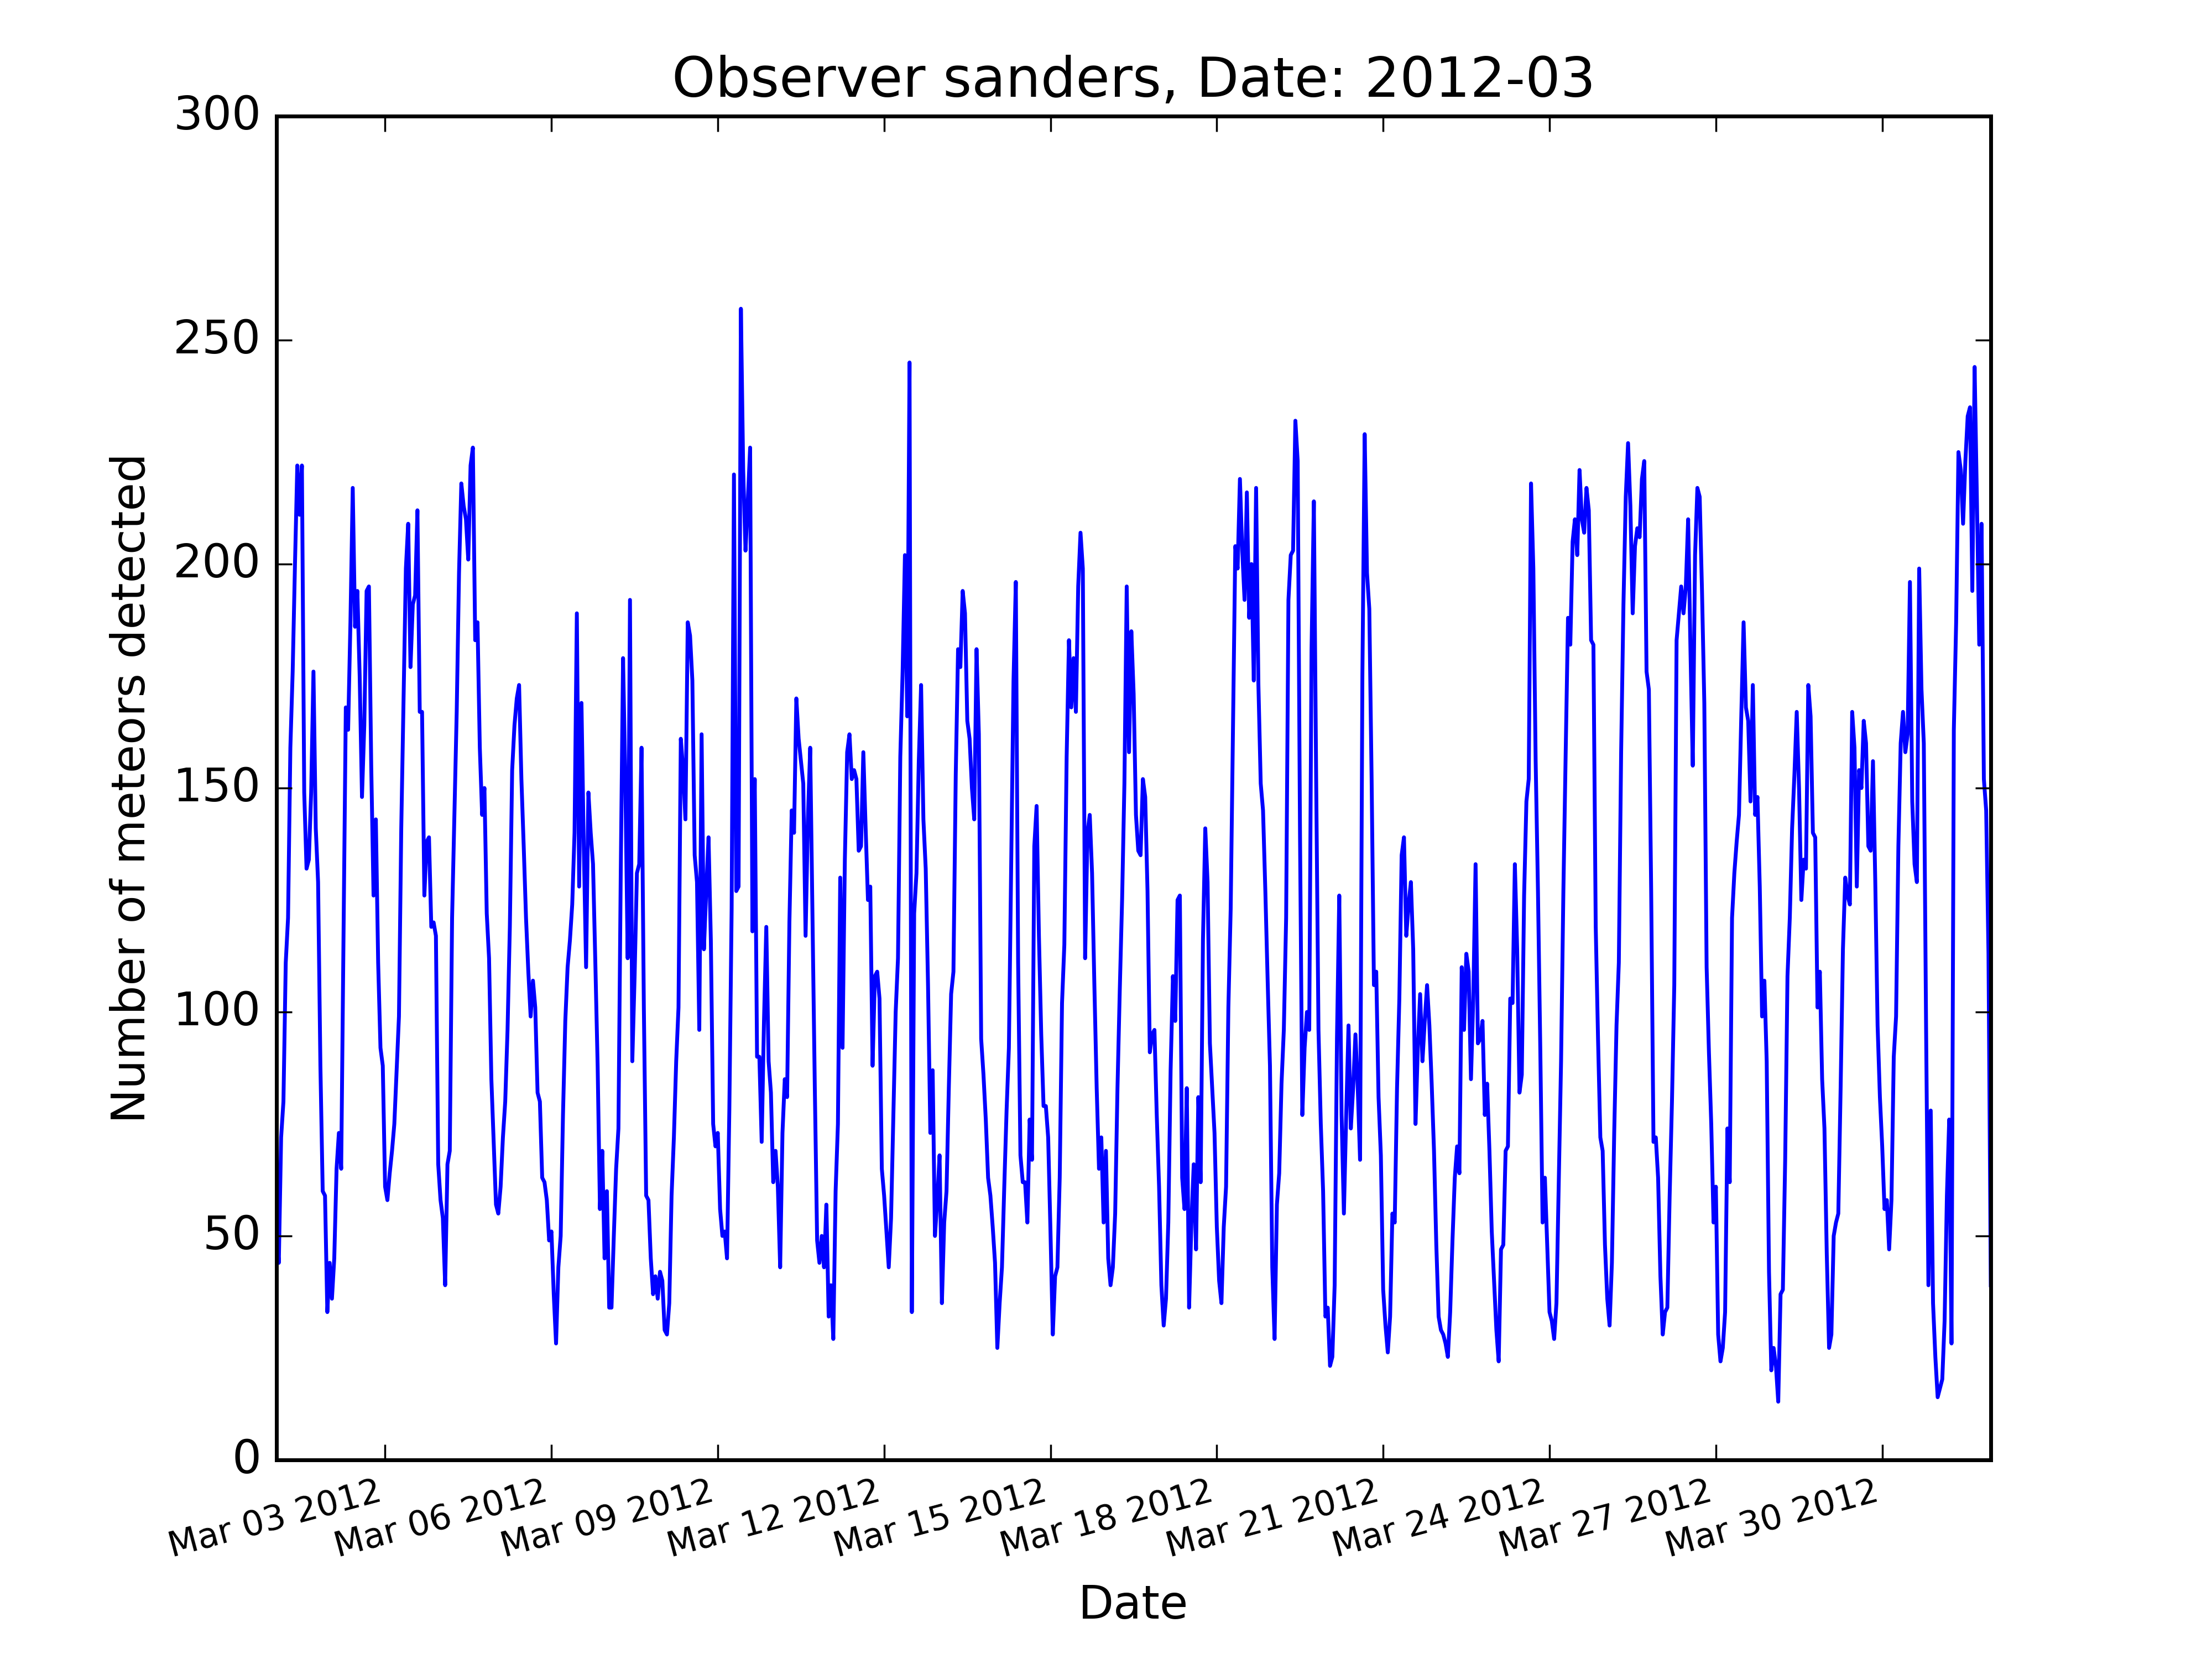 Observer sanders, Date: 2012-03
300
250
200
150
100
50
0
Number of meteors detected
Mar 03 2012
Mar 06 2012
Mar 09 2012
Mar 12 2012
Mar 15 2012
Mar 18 2012
Mar 21 2012
Mar 24 2012
Mar 27 2012
Mar 30 2012
Date